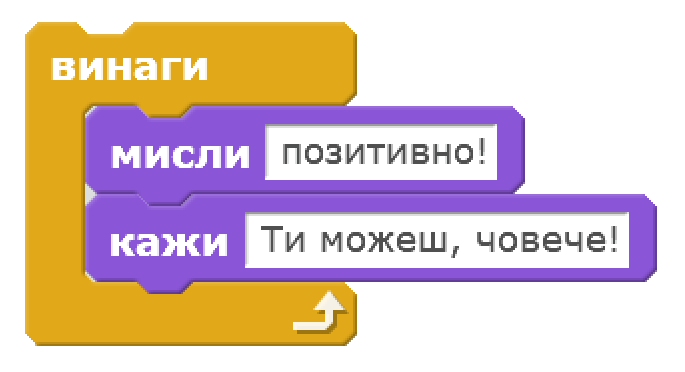 винаги
мисли позитивно!
кажи Ти можеш, човече!